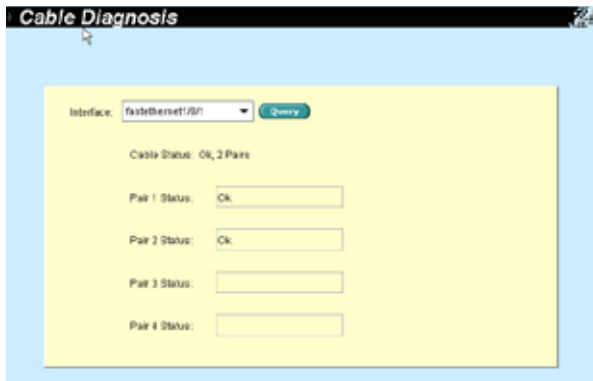 Cable Diagnosis
Interface: fastethernet1/0/1 Query
Cable Status: Ok, 2 Pairs
Pair 1 Status: Ok.
Pair 2 Status: Ok.
Pair 3 Status:
Pair 4 Status: